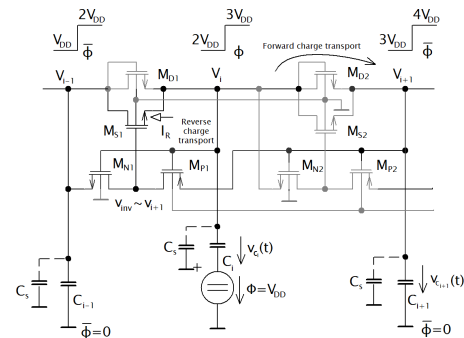 2V_DD 3V_DD 4V_DD
V_DD Φ̅ 2V_DD Φ 3V_DD Φ̅
Forward charge transport
V_i-1 M_D1 V_i M_D2 V_i+1
M_S1 I_R Reverse
charge
transport
M_S2
M_N1 M_P1 M_N2 M_P2
V_inv ~ V_i+1
C_s C_i-1
C_s + C_i v_ci(t)
Φ=V_DD
C_s C_i+1 v_ci+1(t)
Φ̅=0 Φ̅=0